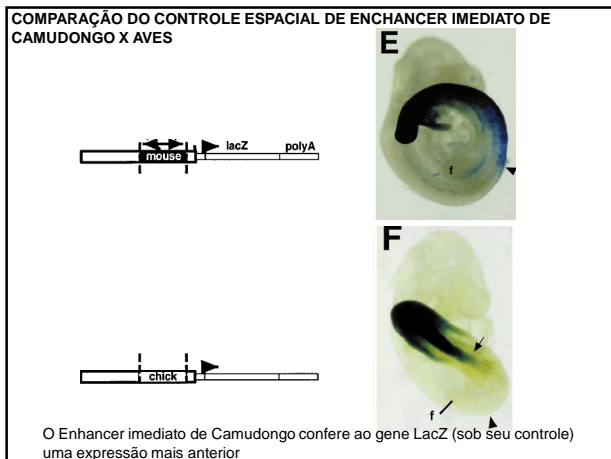 COMPARAÇÃO DO CONTROLE ESPACIAL DE ENCHANCER IMEDIATO DE
CAMUDONGO X AVES
E
mouse
lacZ
polyA
f
F
chick
f
O Enhancer imediato de Camudongo confere ao gene LacZ (sob seu controle)
uma expressão mais anterior